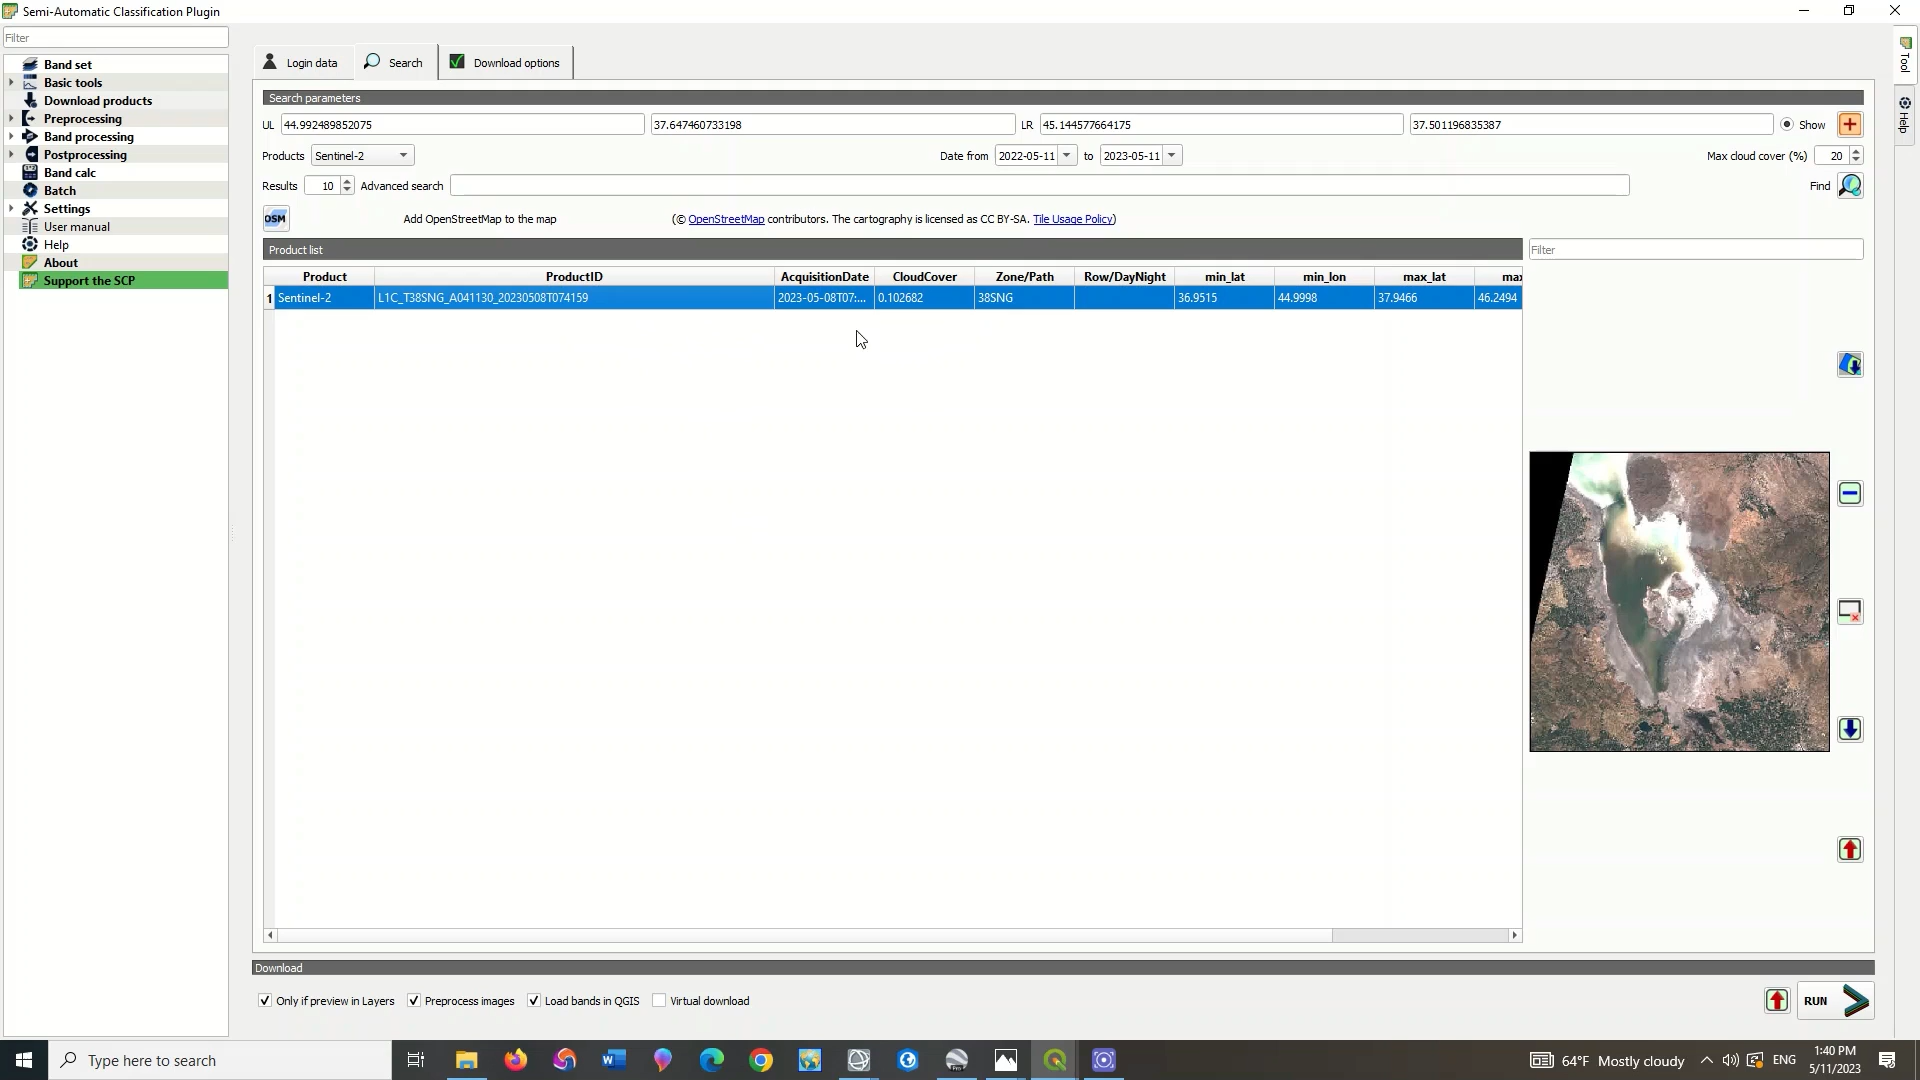 Semi-Automatic Classification Plugin
Filter
Band set
Basic tools
Download products
Preprocessing
Band processing
Postprocessing
Band calc
Batch
Settings
User manual
Help
About
Support the SCP
Login data
Search
Download options
Search parameters
UL 44.992489852075 37.647460733198 LR 45.144577664175 37.501196835387 Show
Products Sentinel-2 Date from 2022-05-11 to 2023-05-11 Max cloud cover (%) 20
Results 10 Advanced search Find
OSM Add OpenStreetMap to the map (© OpenStreetMap contributors. The cartography is licensed as CC BY-SA. Tile Usage Policy)
Product list
Filter
Product ProductID AcquisitionDate CloudCover Zone/Path Row/DayNight min_lat min_lon max_lat max
1 Sentinel-2 L1C_T38SNG_A041130_20230508T074159 2023-05-08T07:... 0.102682 38SNG 36.9515 44.9998 37.9466 46.2494
Download
Only if preview in Layers Preprocess images Load bands in QGIS Virtual download RUN
Tool
Help
Type here to search
64°F Mostly cloudy ENG
1:40 PM
5/11/2023